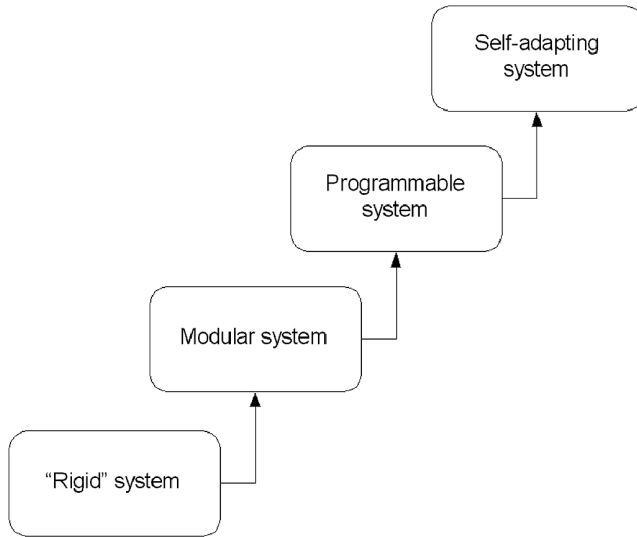 Self-adapting
system
Programmable
system
Modular system
“Rigid” system